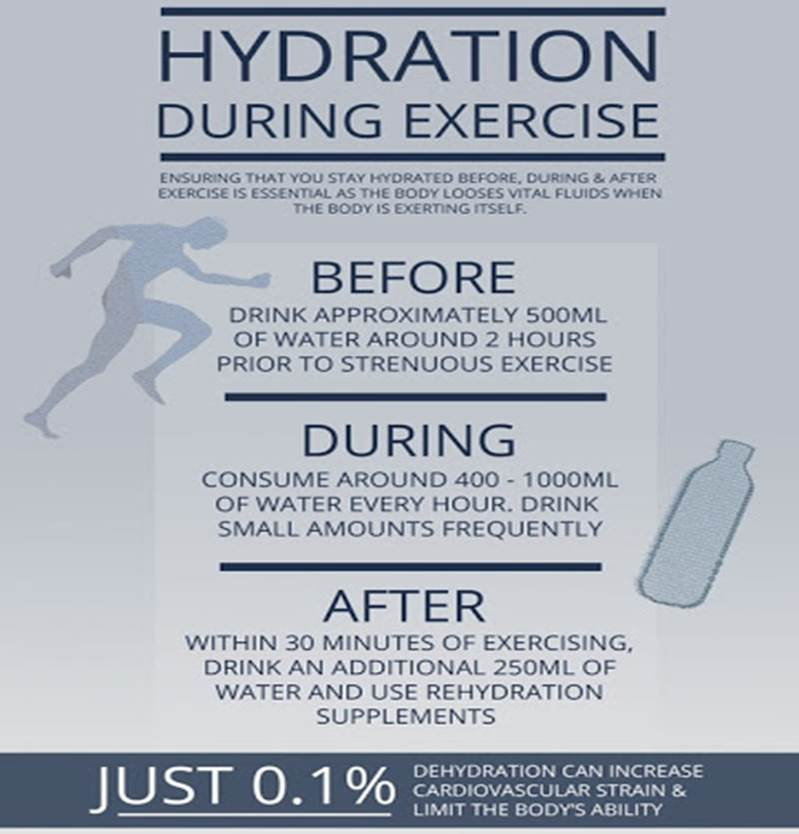 HYDRATION
DURING EXERCISE
ENSURING THAT YOU STAY HYDRATED BEFORE, DURING & AFTER
EXERCISE IS ESSENTIAL AS THE BODY LOOSES VITAL FLUIDS WHEN
THE BODY IS EXERTING ITSELF.
BEFORE
DRINK APPROXIMATELY 500ML
OF WATER AROUND 2 HOURS
PRIOR TO STRENUOUS EXERCISE
DURING
CONSUME AROUND 400 - 1000ML
OF WATER EVERY HOUR. DRINK
SMALL AMOUNTS FREQUENTLY
AFTER
WITHIN 30 MINUTES OF EXERCISING,
DRINK AN ADDITIONAL 250ML OF
WATER AND USE REHYDRATION
SUPPLEMENTS
JUST 0.1%
DEHYDRATION CAN INCREASE
CARDIOVASCULAR STRAIN &
LIMIT THE BODY'S ABILITY